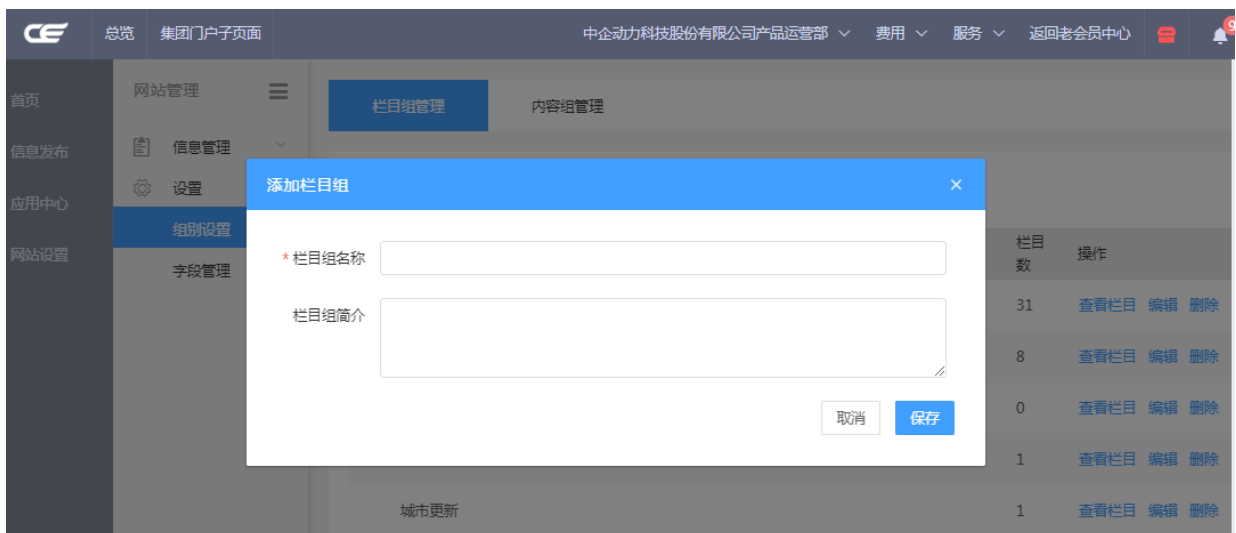 CE 总览 集团门户子页面 中企动力科技股份有限公司产品运营部 费用 服务 返回老会员中心 9
首页
信息发布
应用中心
网站设置
网站管理
信息管理
设置
组别设置
字段管理
栏目组管理 内容组管理
添加栏目组 ×
* 栏目组名称
栏目组简介
取消 保存
栏目
数
操作
31 查看栏目 编辑 删除
8 查看栏目 编辑 删除
0 查看栏目 编辑 删除
1 查看栏目 编辑 删除
城市更新 1 查看栏目 编辑 删除